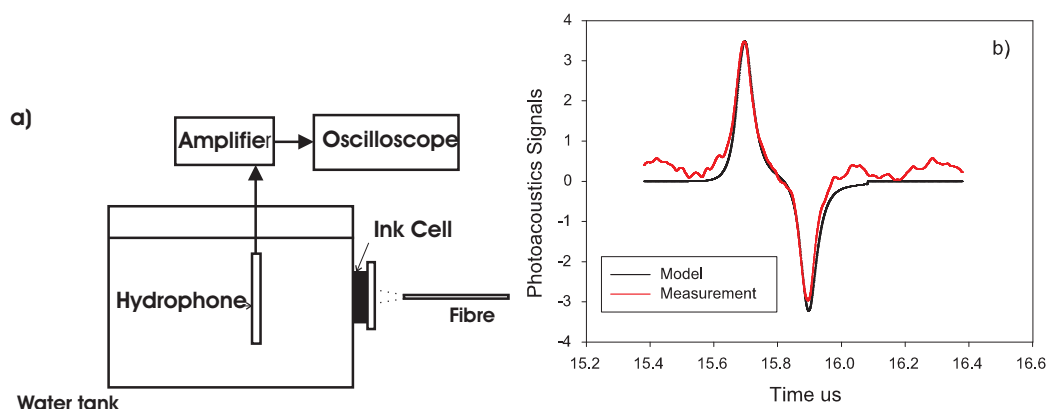 a)
Amplifier
Oscilloscope
Ink Cell
Hydrophone
Fibre
Water tank
b)
Photoacoustics Signals
4
3
2
1
0
-1
-2
-3
-4
Model
Measurement
15.2 15.4 15.6 15.8 16.0 16.2 16.4 16.6
Time us